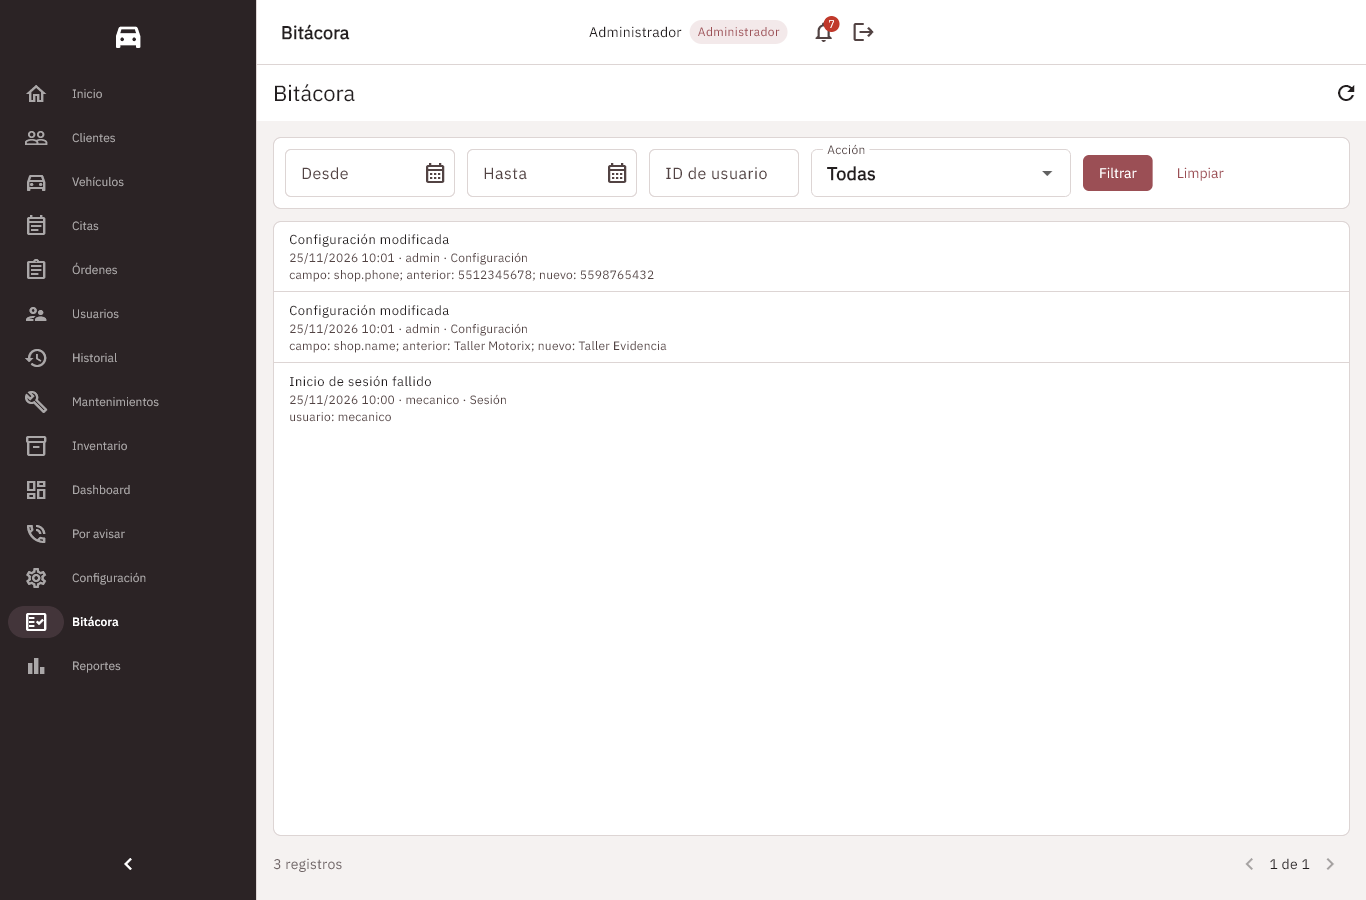 Bitácora
Administrador
Administrador
7
Inicio
Clientes
Vehículos
Citas
Órdenes
Usuarios
Historial
Mantenimientos
Inventario
Dashboard
Por avisar
Configuración
Bitácora
Reportes
Bitácora
Desde
Hasta
ID de usuario
Acción
Todas
Filtrar
Limpiar
Configuración modificada
25/11/2026 10:01 · admin · Configuración
campo: shop.phone; anterior: 5512345678; nuevo: 5598765432
Configuración modificada
25/11/2026 10:01 · admin · Configuración
campo: shop.name; anterior: Taller Motorix; nuevo: Taller Evidencia
Inicio de sesión fallido
25/11/2026 10:00 · mecanico · Sesión
usuario: mecanico
3 registros
1 de 1